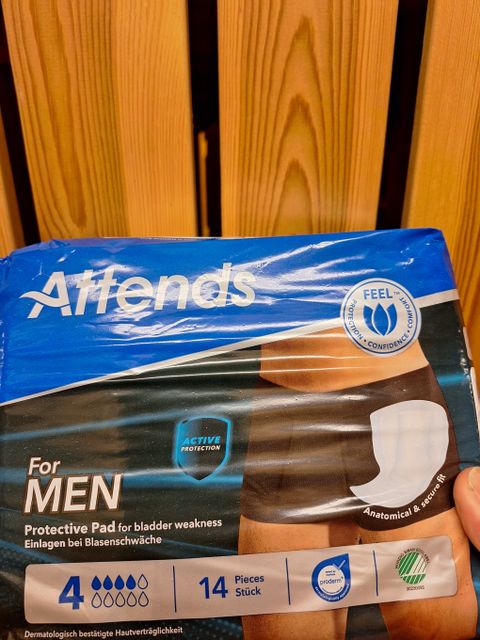 Attends
FEEL™
PROTECTION • CONFIDENCE • COMFORT
ACTIVE
PROTECTION
For
MEN
Protective Pad for bladder weakness
Einlagen bei Blasenschwäche
Anatomical & secure fit
4
14 Pieces
Stück
proderm
Dermatologisch bestätigte Hautverträglichkeit